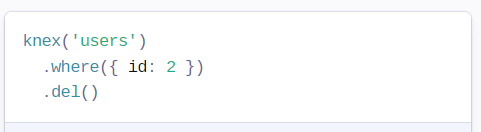 knex('users')
  .where({ id: 2 })
  .del()